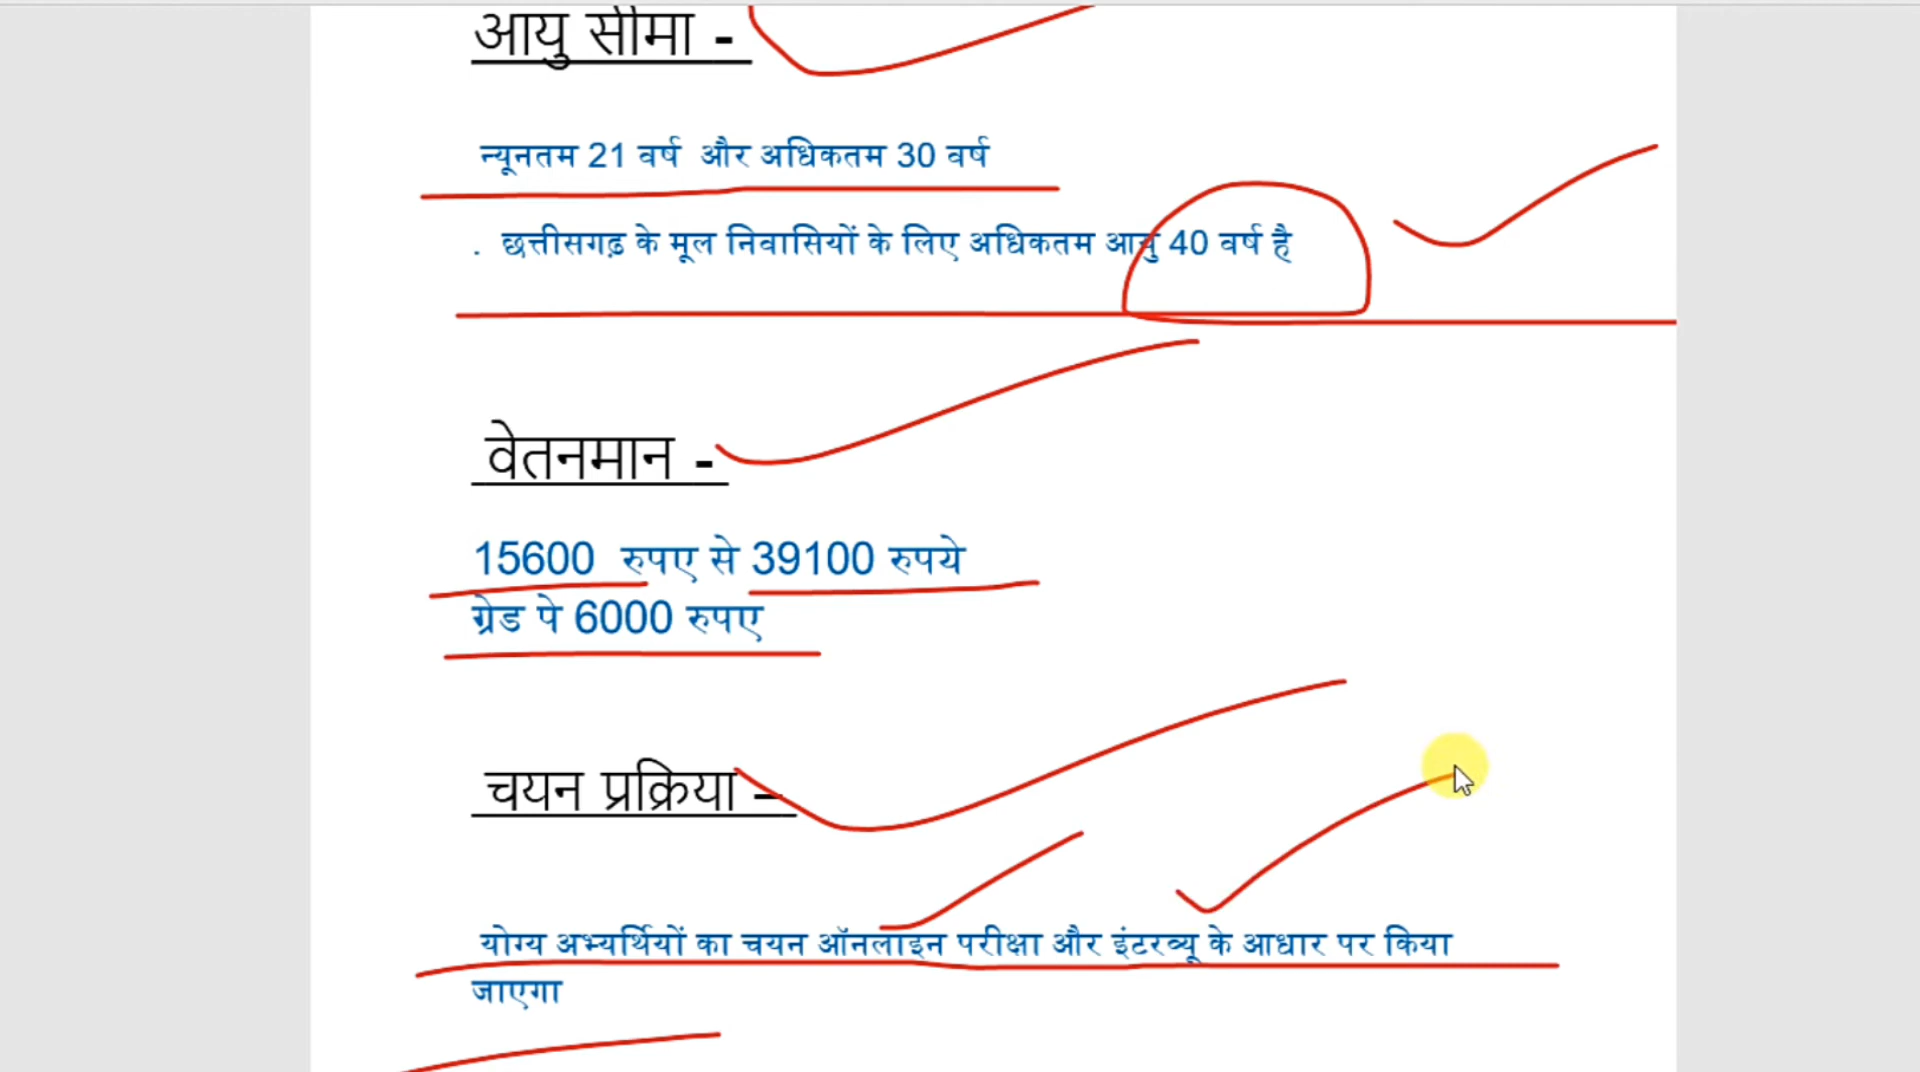 आयु सीमा -
न्यूनतम 21 वर्ष और अधिकतम 30 वर्ष
. छत्तीसगढ़ के मूल निवासियों के लिए अधिकतम आयु 40 वर्ष है
वेतनमान -
15600 रुपए से 39100 रुपये
ग्रेड पे 6000 रुपए
चयन प्रक्रिया –
योग्य अभ्यर्थियों का चयन ऑनलाइन परीक्षा और इंटरव्यू के आधार पर किया
जाएगा